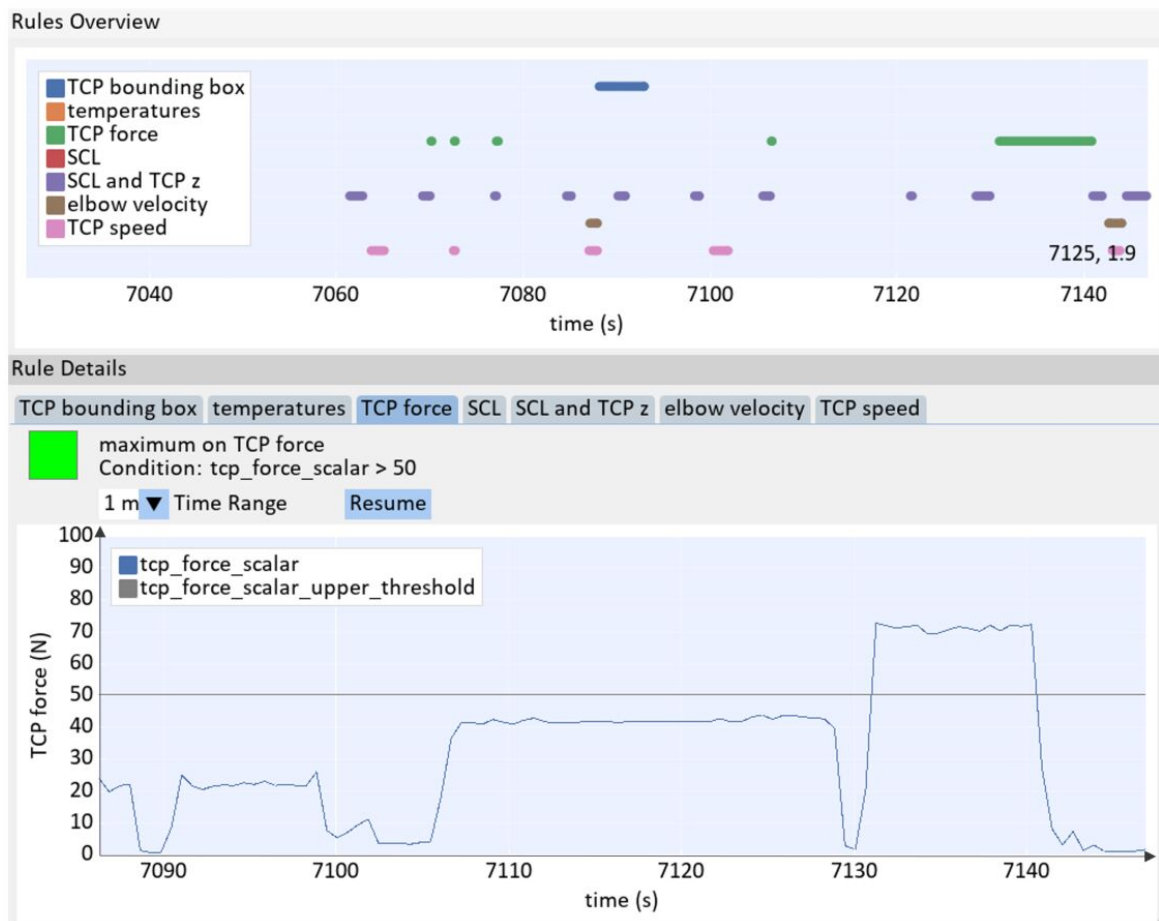 Rules Overview
TCP bounding box
temperatures
TCP force
SCL
SCL and TCP z
elbow velocity
TCP speed
7125, 1.9
7040 7060 7080 7100 7120 7140
time (s)
Rule Details
TCP bounding box temperatures TCP force SCL SCL and TCP z elbow velocity TCP speed
maximum on TCP force
Condition: tcp_force_scalar > 50
1 m Time Range Resume
tcp_force_scalar
tcp_force_scalar_upper_threshold
TCP force (N)
100
90
80
70
60
50
40
30
20
10
0
7090 7100 7110 7120 7130 7140
time (s)